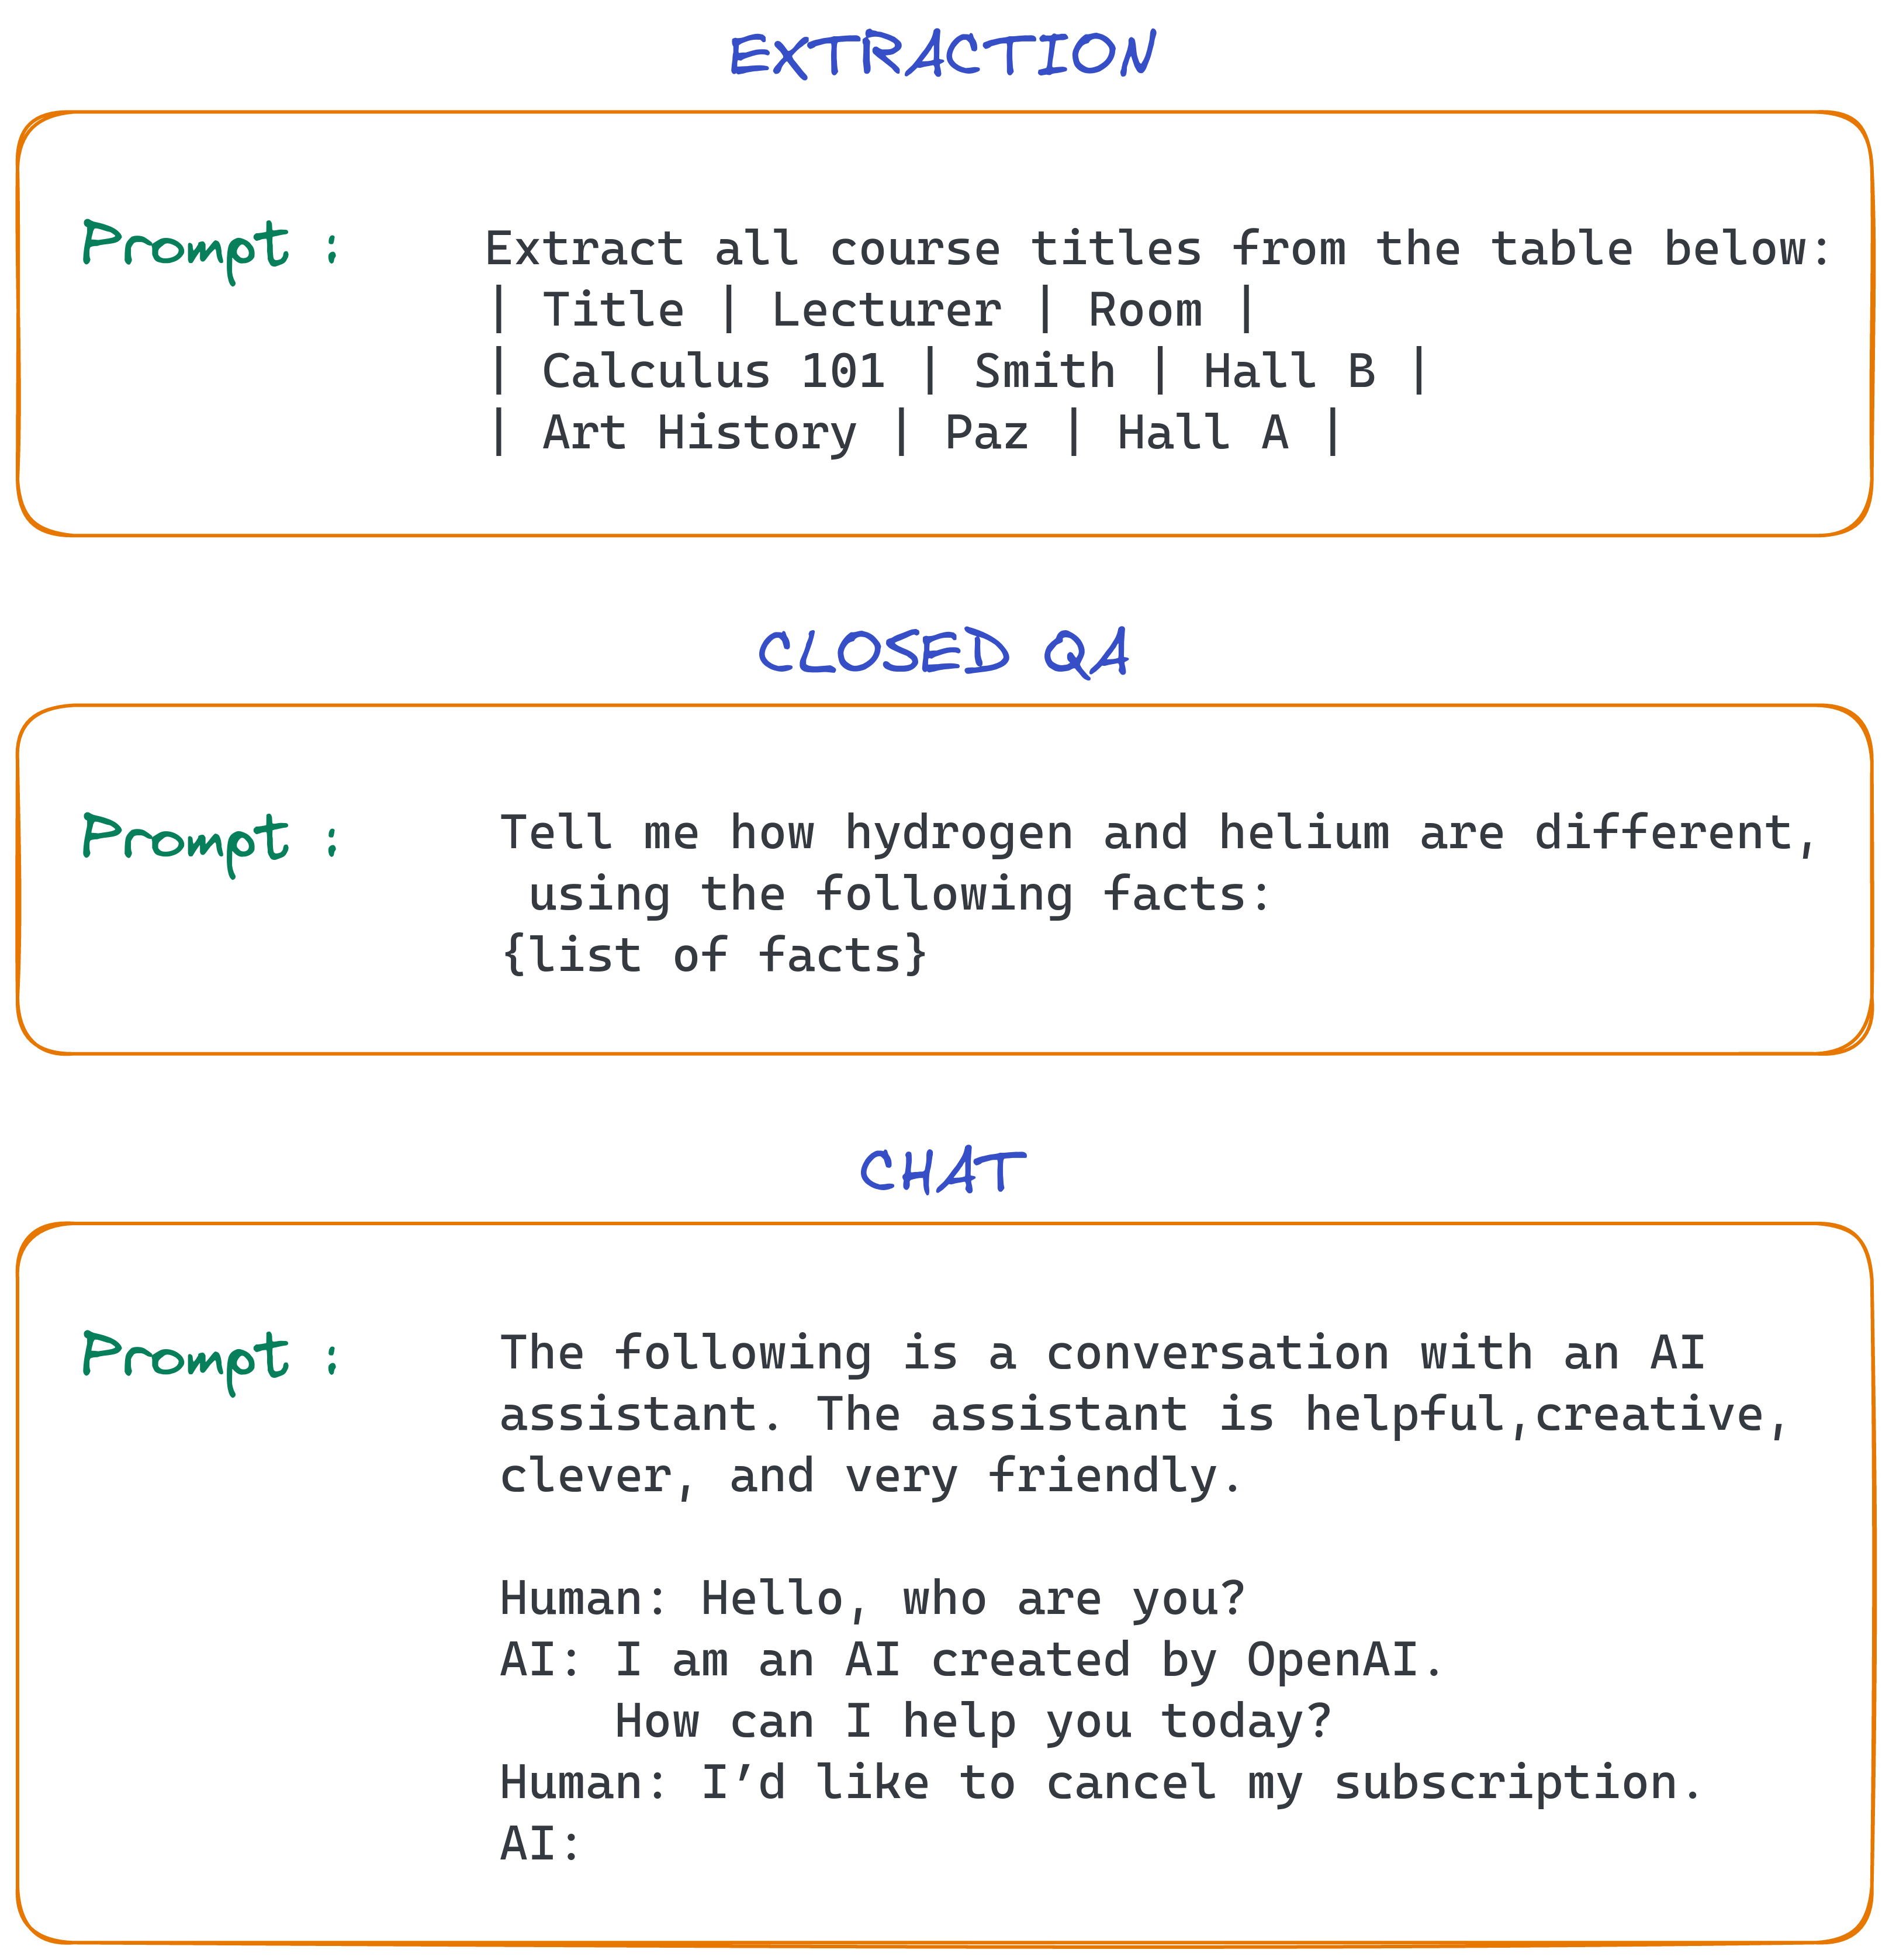 EXTRACTION
Prompt : Extract all course titles from the table below:
| Title | Lecturer | Room |
| Calculus 101 | Smith | Hall B |
| Art History | Paz | Hall A |
CLOSED QA
Prompt : Tell me how hydrogen and helium are different,
using the following facts:
{list of facts}
CHAT
Prompt : The following is a conversation with an AI
assistant. The assistant is helpful,creative,
clever, and very friendly.
Human: Hello, who are you?
AI: I am an AI created by OpenAI.
How can I help you today?
Human: I’d like to cancel my subscription.
AI: